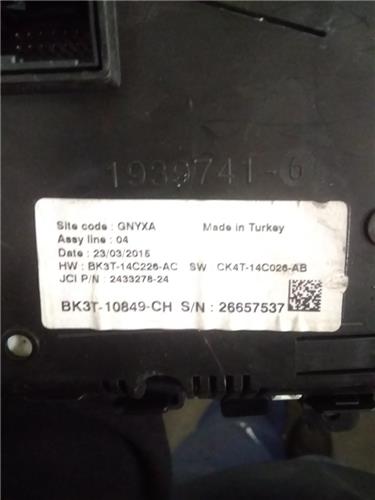 1939741-6
Site code : GNYXA Made in Turkey
Assy line : 04
Date : 23/03/2015
HW : BK3T-14C226-AC SW CK4T-14C026-AB
JCI P/N : 2433278-24
BK3T-10849-CH S/N : 26657537